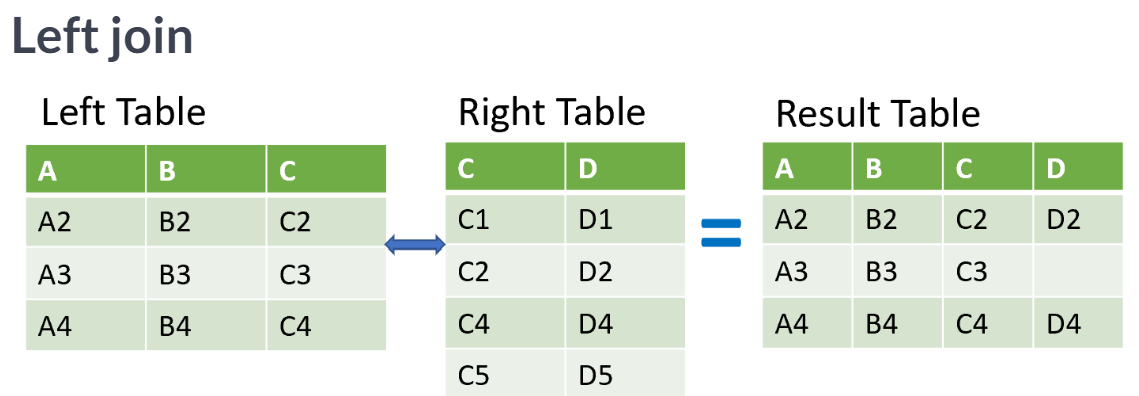 Left join
Left Table
A B C
A2 B2 C2
A3 B3 C3
A4 B4 C4
Right Table
C D
C1 D1
C2 D2
C4 D4
C5 D5
=
Result Table
A B C D
A2 B2 C2 D2
A3 B3 C3
A4 B4 C4 D4